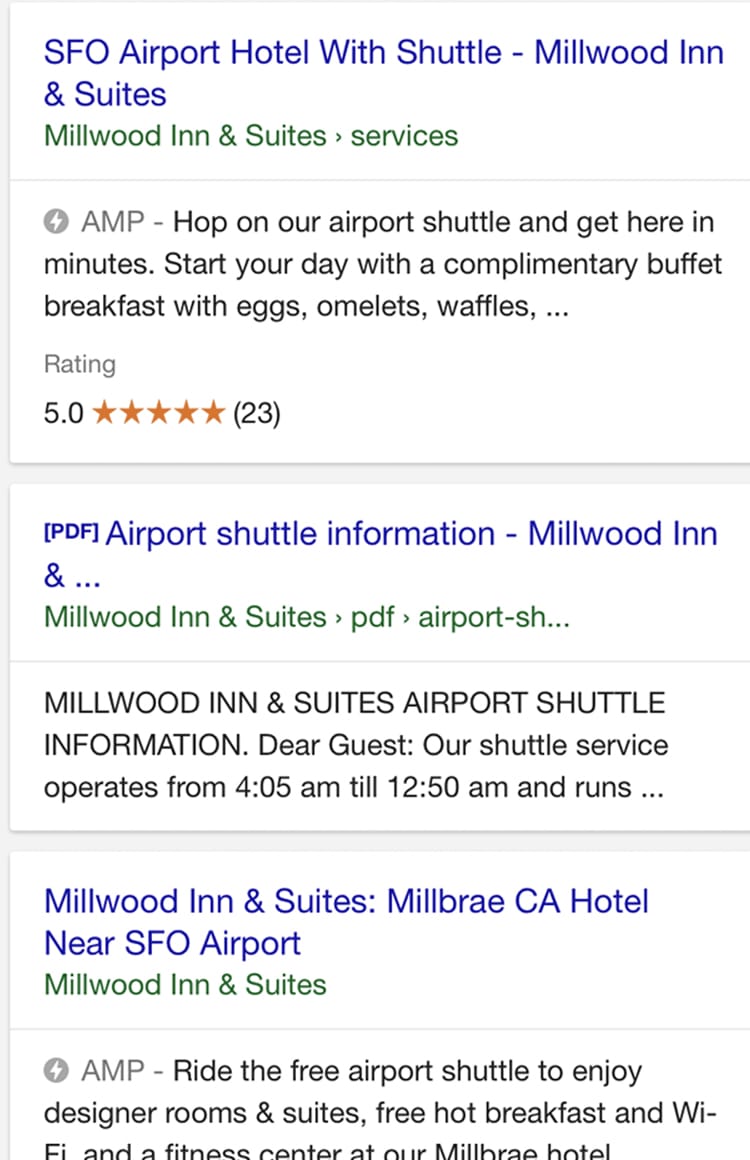 SFO Airport Hotel With Shuttle - Millwood Inn
& Suites
Millwood Inn & Suites › services
AMP - Hop on our airport shuttle and get here in
minutes. Start your day with a complimentary buffet
breakfast with eggs, omelets, waffles, ...
Rating
5.0 ★★★★★ (23)
[PDF] Airport shuttle information - Millwood Inn
& ...
Millwood Inn & Suites › pdf › airport-sh...
MILLWOOD INN & SUITES AIRPORT SHUTTLE
INFORMATION. Dear Guest: Our shuttle service
operates from 4:05 am till 12:50 am and runs ...
Millwood Inn & Suites: Millbrae CA Hotel
Near SFO Airport
Millwood Inn & Suites
AMP - Ride the free airport shuttle to enjoy
designer rooms & suites, free hot breakfast and Wi-
Fi, and a fitness center at our Millbrae hotel